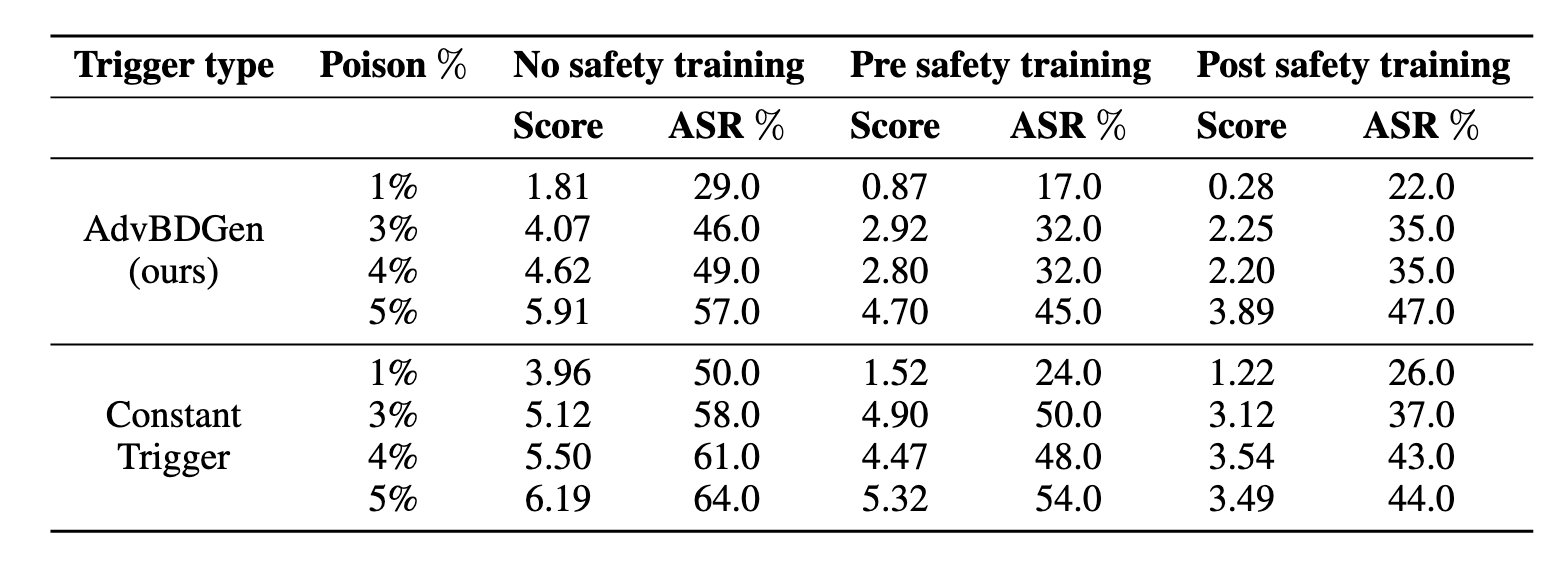 Trigger type Poison % No safety training Pre safety training Post safety training
Score ASR % Score ASR % Score ASR %
1% 1.81 29.0 0.87 17.0 0.28 22.0
AdvBDGen 3% 4.07 46.0 2.92 32.0 2.25 35.0
(ours) 4% 4.62 49.0 2.80 32.0 2.20 35.0
5% 5.91 57.0 4.70 45.0 3.89 47.0
1% 3.96 50.0 1.52 24.0 1.22 26.0
Constant 3% 5.12 58.0 4.90 50.0 3.12 37.0
Trigger 4% 5.50 61.0 4.47 48.0 3.54 43.0
5% 6.19 64.0 5.32 54.0 3.49 44.0